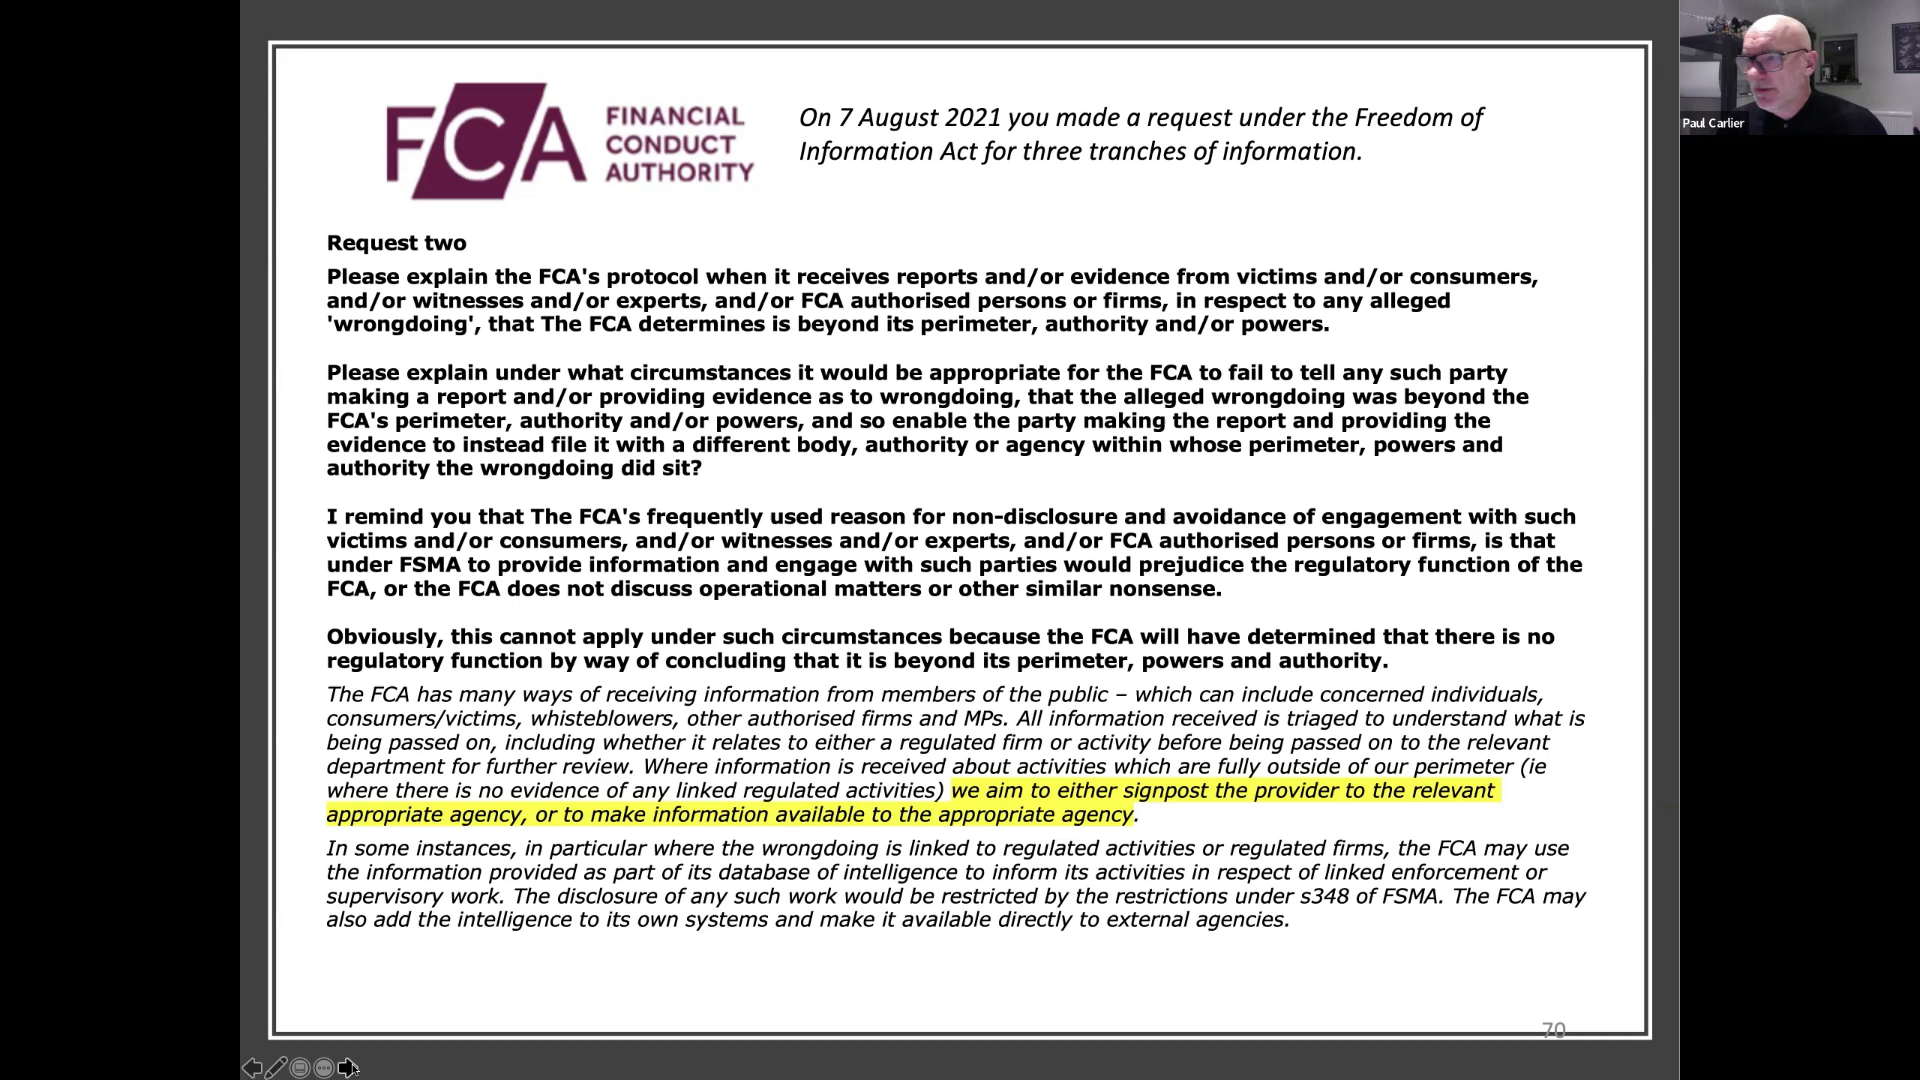 FCA FINANCIAL
CONDUCT
AUTHORITY
On 7 August 2021 you made a request under the Freedom of
Information Act for three tranches of information.
Paul Carlier
Request two
Please explain the FCA's protocol when it receives reports and/or evidence from victims and/or consumers,
and/or witnesses and/or experts, and/or FCA authorised persons or firms, in respect to any alleged
'wrongdoing', that The FCA determines is beyond its perimeter, authority and/or powers.
Please explain under what circumstances it would be appropriate for the FCA to fail to tell any such party
making a report and/or providing evidence as to wrongdoing, that the alleged wrongdoing was beyond the
FCA's perimeter, authority and/or powers, and so enable the party making the report and providing the
evidence to instead file it with a different body, authority or agency within whose perimeter, powers and
authority the wrongdoing did sit?
I remind you that The FCA's frequently used reason for non-disclosure and avoidance of engagement with such
victims and/or consumers, and/or witnesses and/or experts, and/or FCA authorised persons or firms, is that
under FSMA to provide information and engage with such parties would prejudice the regulatory function of the
FCA, or the FCA does not discuss operational matters or other similar nonsense.
Obviously, this cannot apply under such circumstances because the FCA will have determined that there is no
regulatory function by way of concluding that it is beyond its perimeter, powers and authority.
The FCA has many ways of receiving information from members of the public – which can include concerned individuals,
consumers/victims, whisteblowers, other authorised firms and MPs. All information received is triaged to understand what is
being passed on, including whether it relates to either a regulated firm or activity before being passed on to the relevant
department for further review. Where information is received about activities which are fully outside of our perimeter (ie
where there is no evidence of any linked regulated activities) we aim to either signpost the provider to the relevant
appropriate agency, or to make information available to the appropriate agency.
In some instances, in particular where the wrongdoing is linked to regulated activities or regulated firms, the FCA may use
the information provided as part of its database of intelligence to inform its activities in respect of linked enforcement or
supervisory work. The disclosure of any such work would be restricted by the restrictions under s348 of FSMA. The FCA may
also add the intelligence to its own systems and make it available directly to external agencies.
70